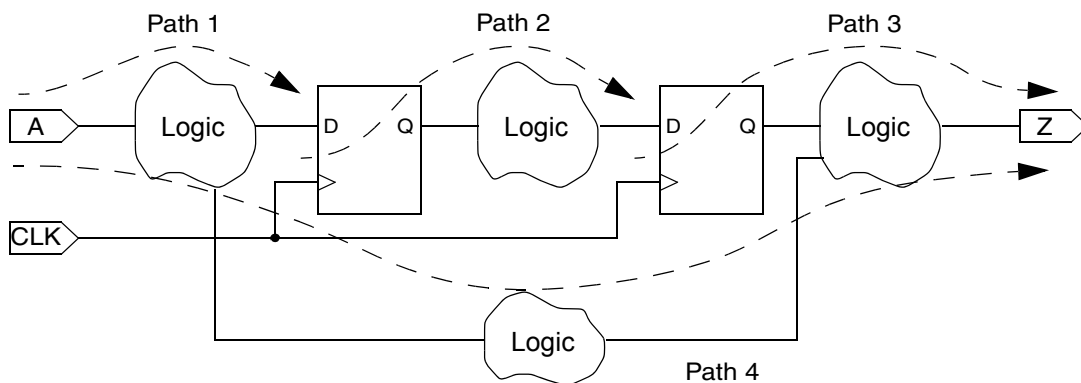 Path 1
Path 2
Path 3
A
Logic
D
Q
Logic
D
Q
Logic
Z
CLK
Logic
Path 4